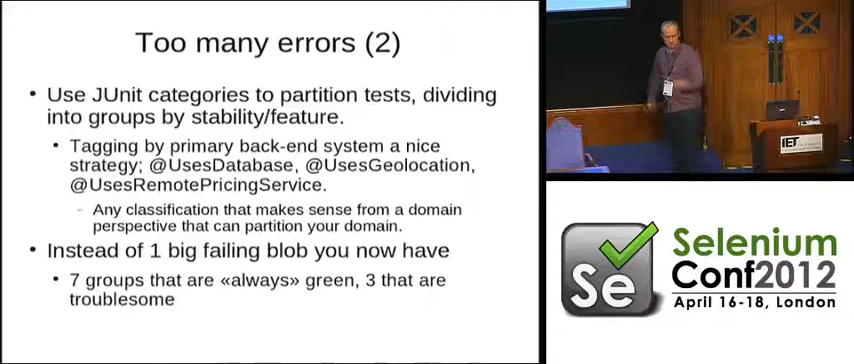 Too many errors (2)
• Use JUnit categories to partition tests, dividing
into groups by stability/feature.
• Tagging by primary back-end system a nice
strategy; @UsesDatabase, @UsesGeolocation,
@UsesRemotePricingService.
- Any classification that makes sense from a domain
perspective that can partition your domain.
• Instead of 1 big failing blob you now have
• 7 groups that are «always» green, 3 that are
troublesome
IET
Se
Selenium
Conf2012
April 16-18, London